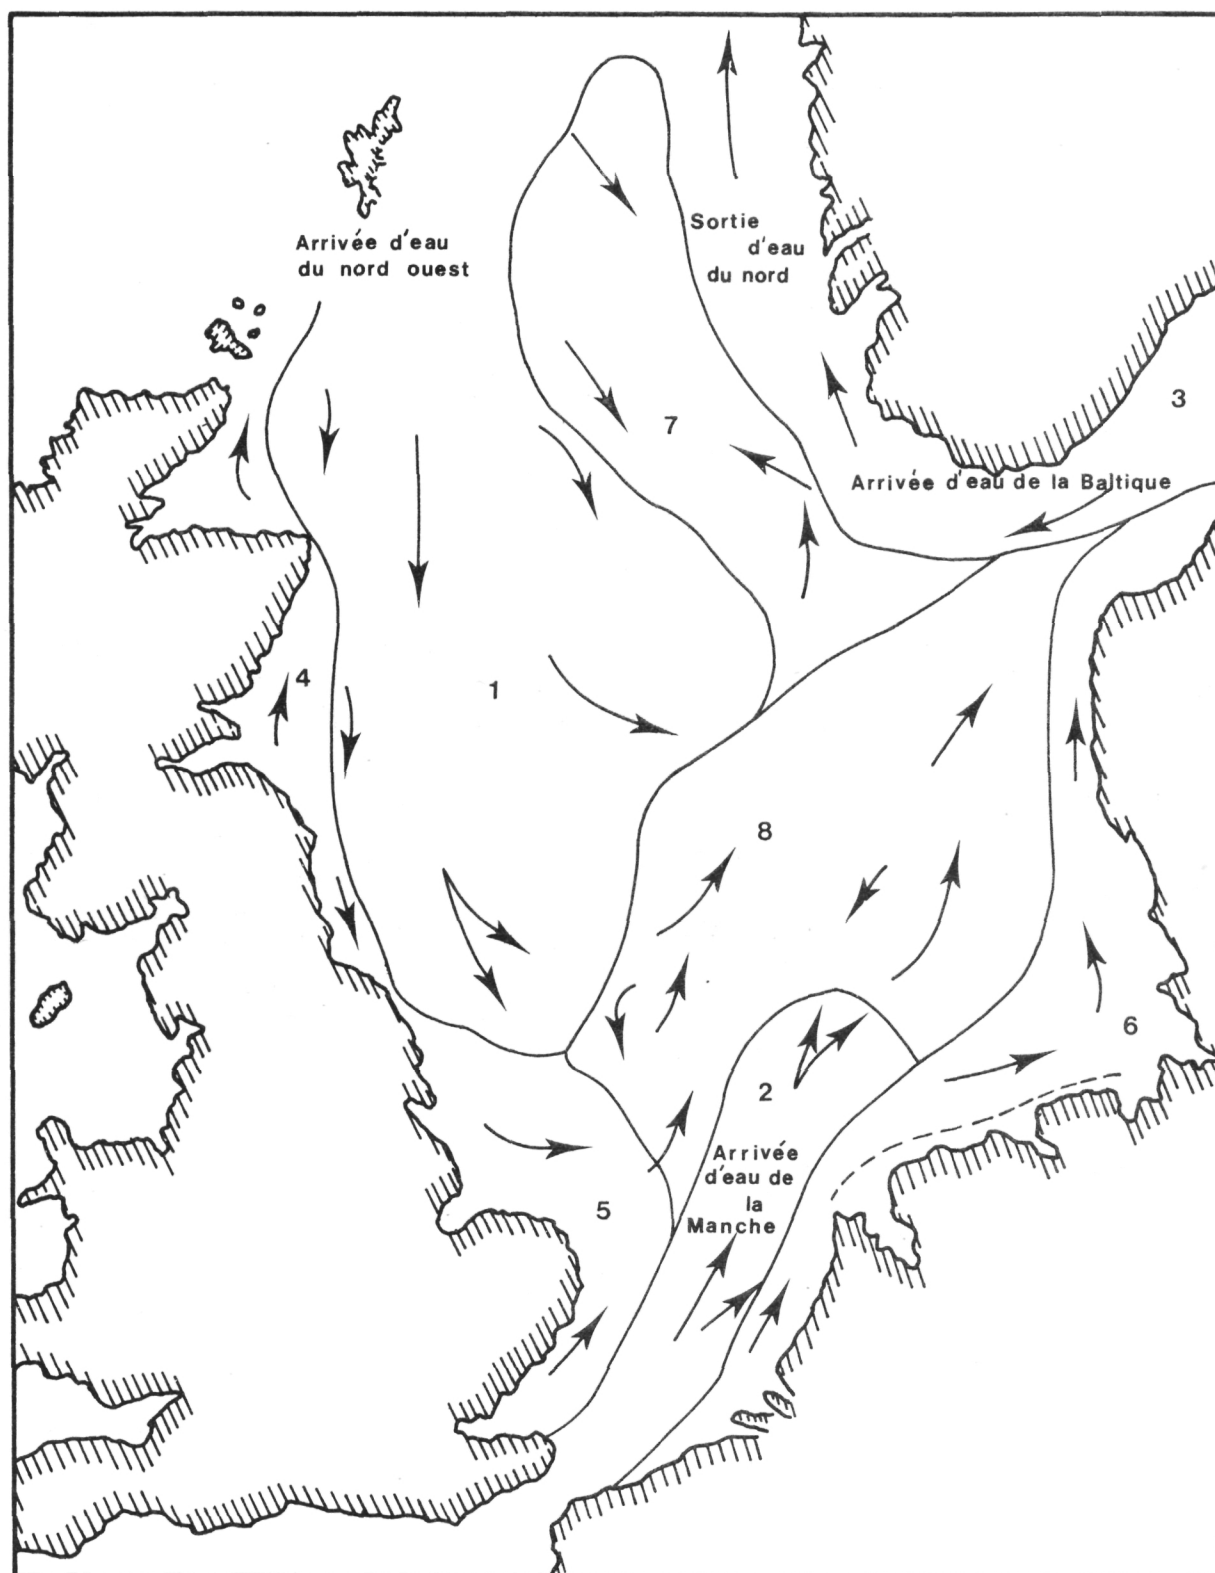 Arrivée d'eau
du nord ouest
Sortie
d'eau
du nord
3
7
Arrivée d'eau de la Baltique
4
1
8
6
2
Arrivée
d'eau de
la
Manche
5